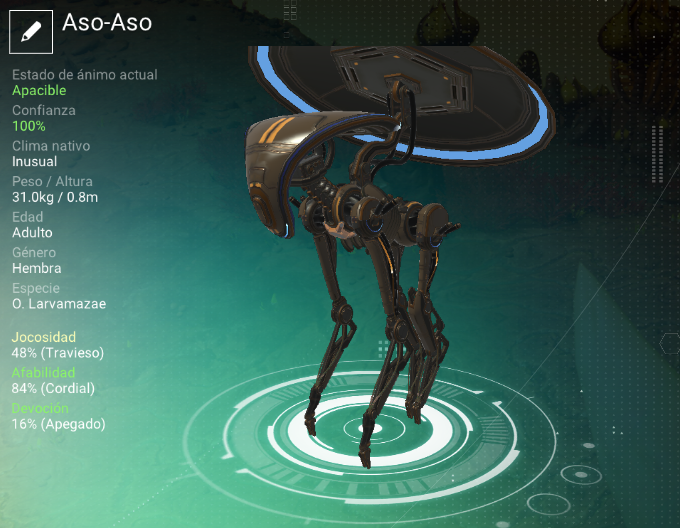 Aso-Aso
Estado de ánimo actual
Apacible
Confianza
100%
Clima nativo
Inusual
Peso / Altura
31.0kg / 0.8m
Edad
Adulto
Género
Hembra
Especie
O. Larvamazae
Jocosidad
48% (Travieso)
Afabilidad
84% (Cordial)
Devoción
16% (Apegado)